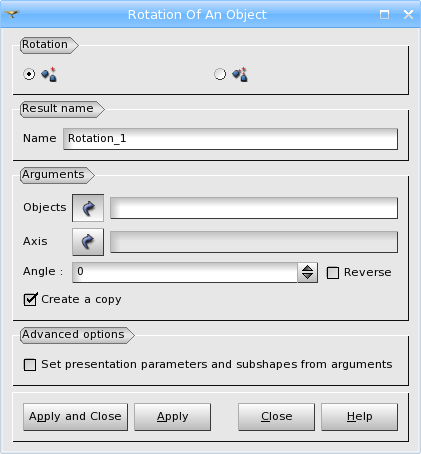 Rotation Of An Object
Rotation
Result name
Name Rotation_1
Arguments
Objects
Axis
Angle : 0 Reverse
Create a copy
Advanced options
Set presentation parameters and subshapes from arguments
Apply and Close Apply Close Help